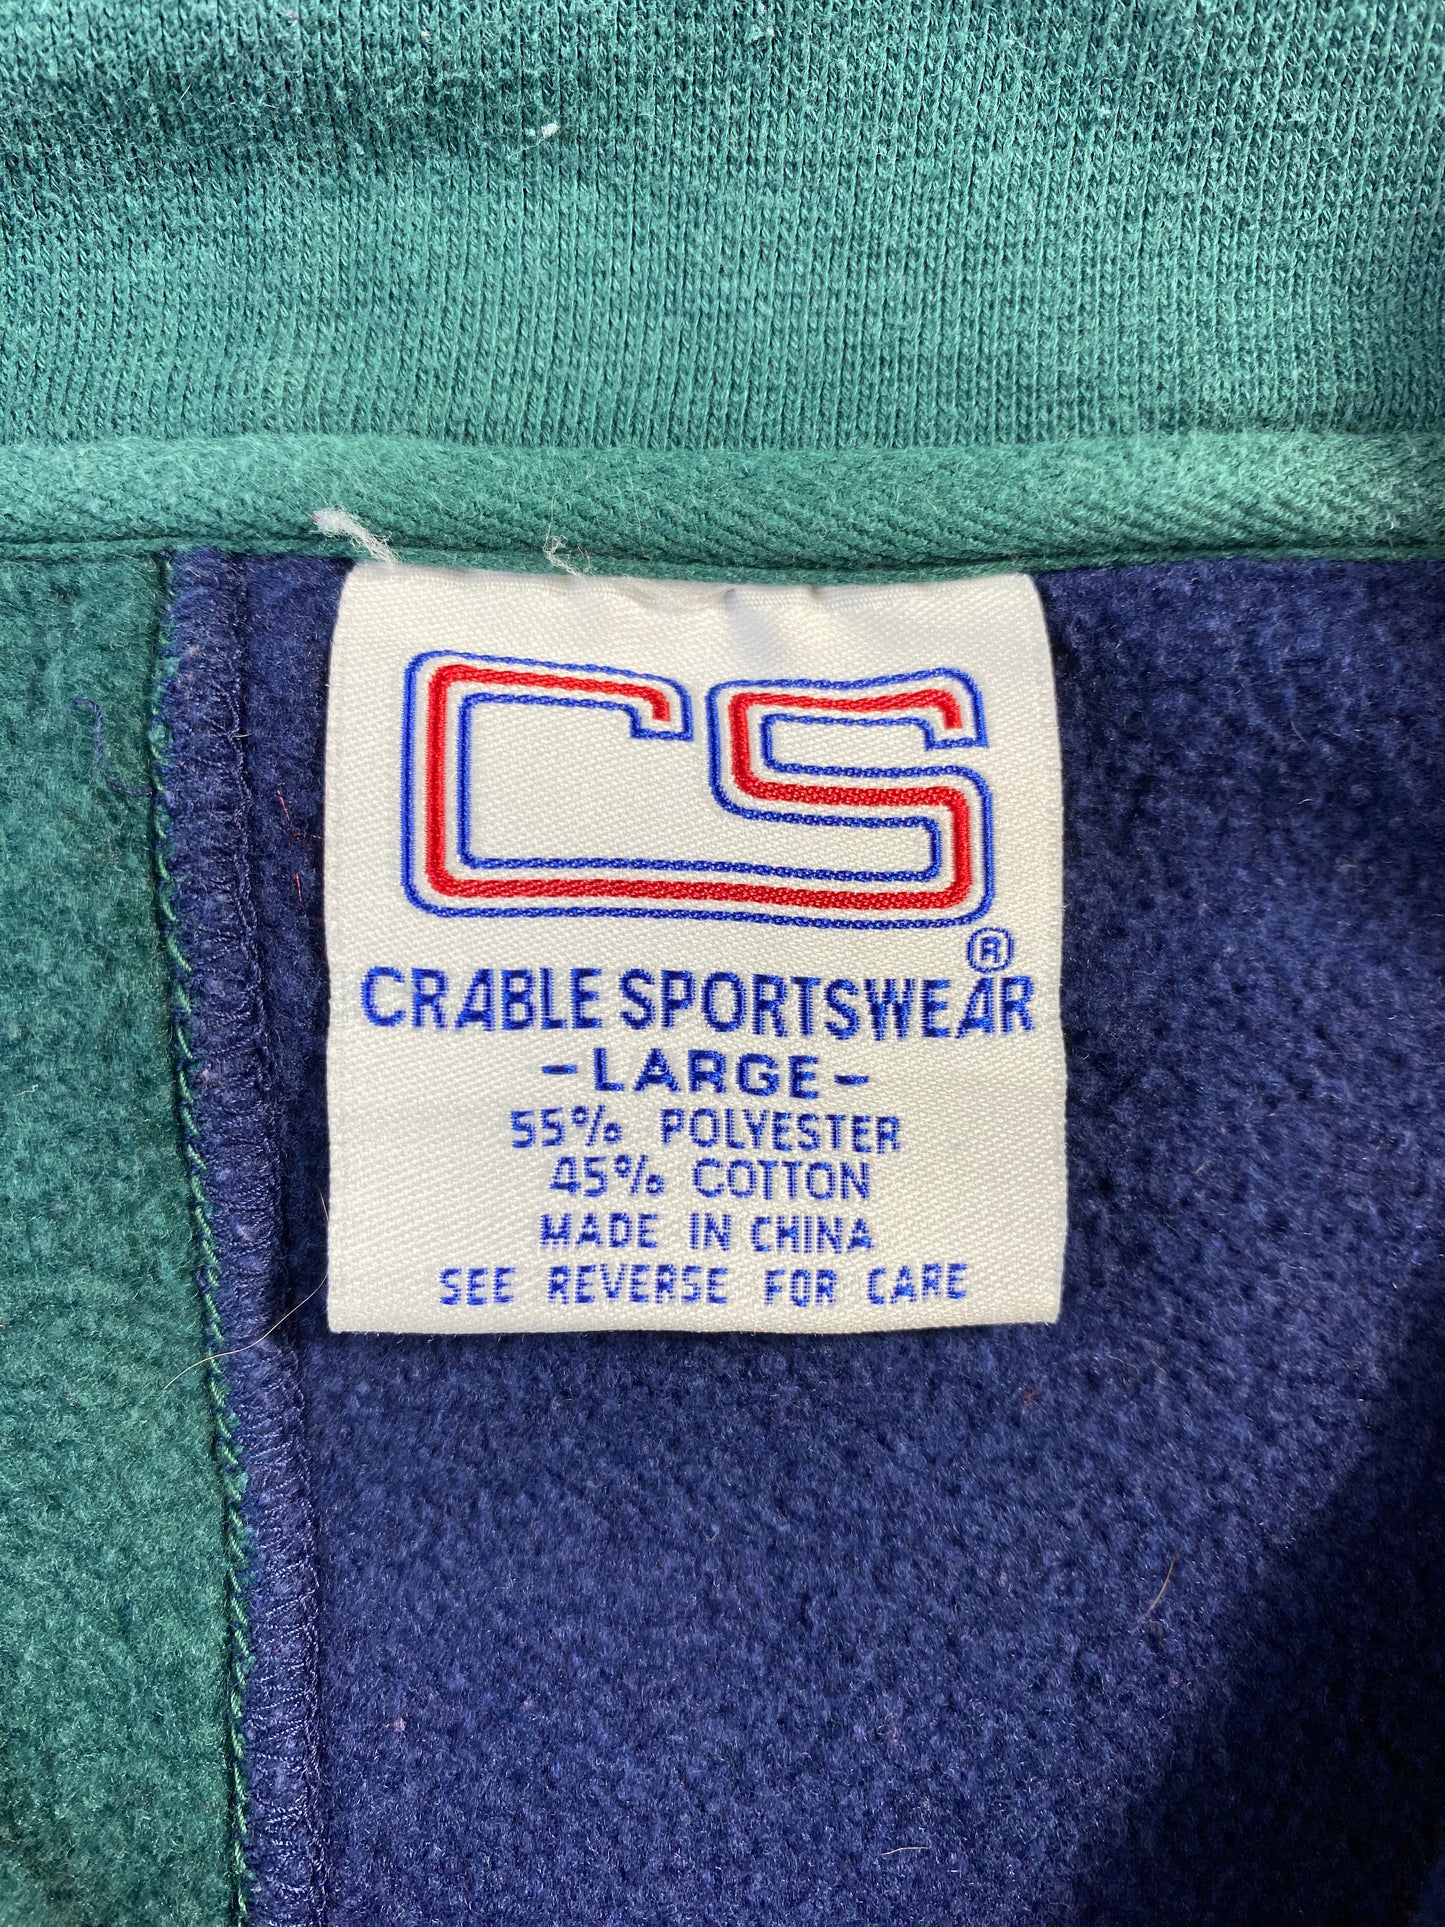 CS
®
CRABLE SPORTSWEAR
-LARGE-
55% POLYESTER
45% COTTON
MADE IN CHINA
SEE REVERSE FOR CARE